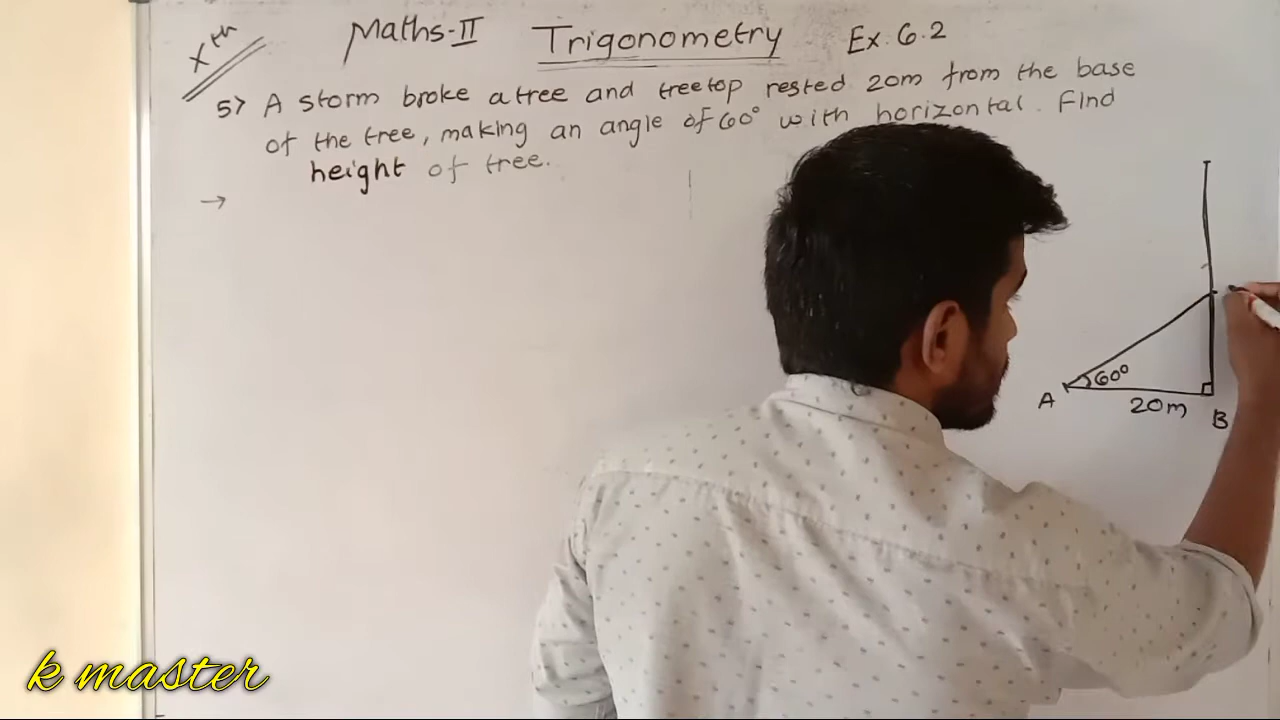 Xth
Maths-II Trigonometry Ex. 6.2
5> A storm broke a tree and treetop rested 20m from the base
of the tree, making an angle of 60° with horizontal. Find
height of tree.
→
60°
A
20m
B
k master